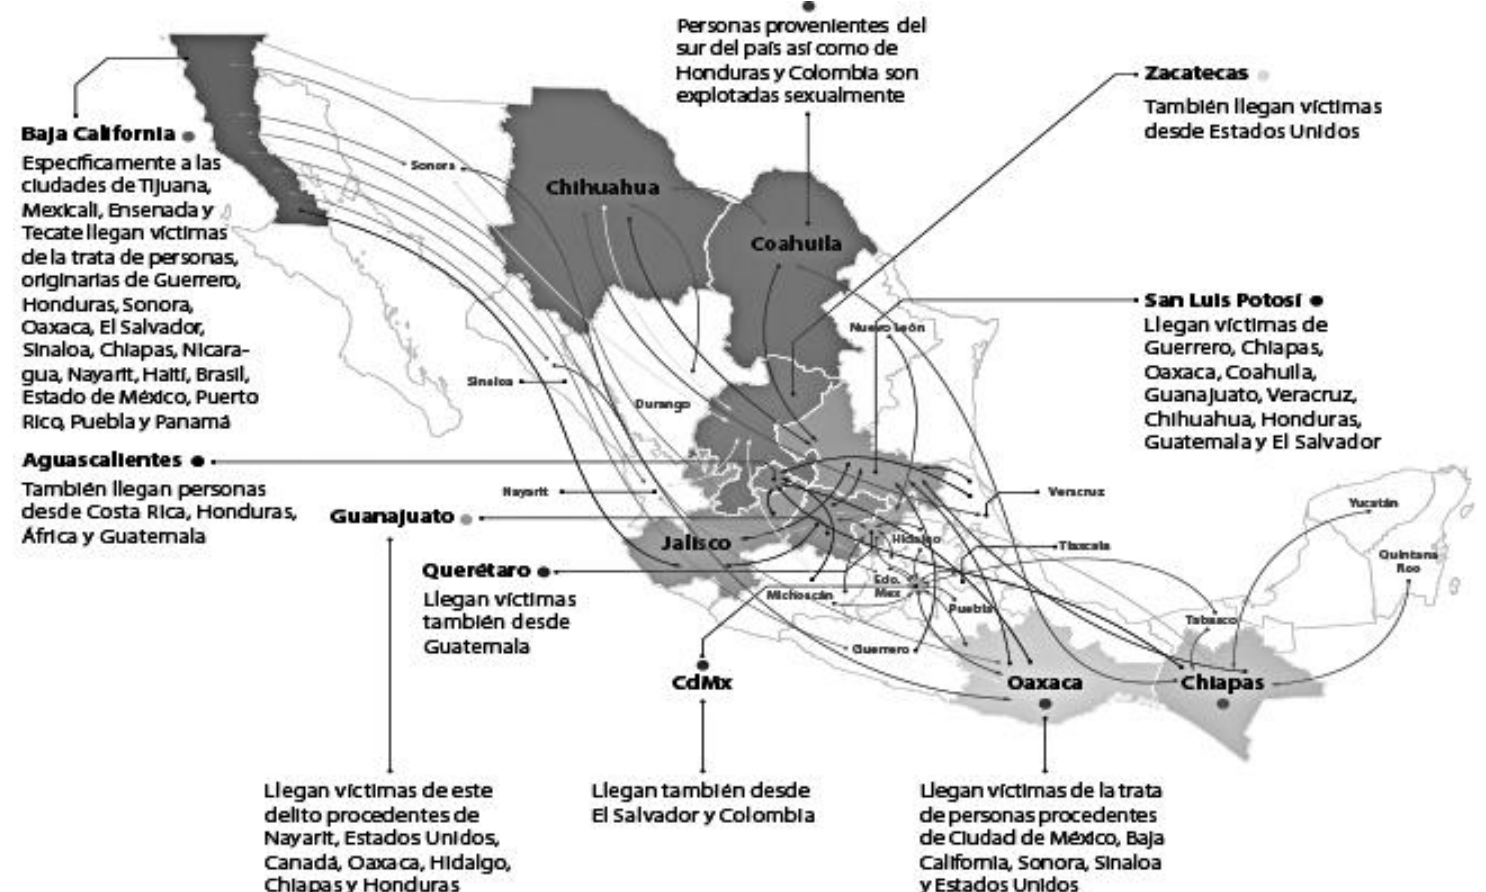 Personas provenientes del
sur del país así como de
Honduras y Colombia son
explotadas sexualmente
Zacatecas
También llegan víctimas
desde Estados Unidos
Baja California
Específicamente a las
ciudades de Tijuana,
Mexicali, Ensenada y
Tecate llegan víctimas
de la trata de personas,
originarias de Guerrero,
Honduras, Sonora,
Oaxaca, El Salvador,
Sinaloa, Chiapas, Nicara-
gua, Nayarit, Haití, Brasil,
Estado de México, Puerto
Rico, Puebla y Panamá
Sonora
Chihuahua
Coahuila
San Luis Potosí
Llegan víctimas de
Guerrero, Chiapas,
Oaxaca, Coahuila,
Guanajuato, Veracruz,
Chihuahua, Honduras,
Guatemala y El Salvador
Nuevo León
Sinaloa
Durango
Aguascalientes
También llegan personas
desde Costa Rica, Honduras,
África y Guatemala
Nayarit
Guanajuato
Veracruz
Yucatán
Jalisco
Hidalgo
Tlaxcala
Quintana
Roo
Querétaro
Llegan víctimas
también desde
Guatemala
Michoacán
Edo.
Mex
Puebla
Tabasco
Guerrero
CdMx
Oaxaca
Chiapas
Llegan víctimas de este
delito procedentes de
Nayarit, Estados Unidos,
Canadá, Oaxaca, Hidalgo,
Chiapas y Honduras
Llegan también desde
El Salvador y Colombia
Llegan víctimas de la trata
de personas procedentes
de Ciudad de México, Baja
California, Sonora, Sinaloa
y Estados Unidos